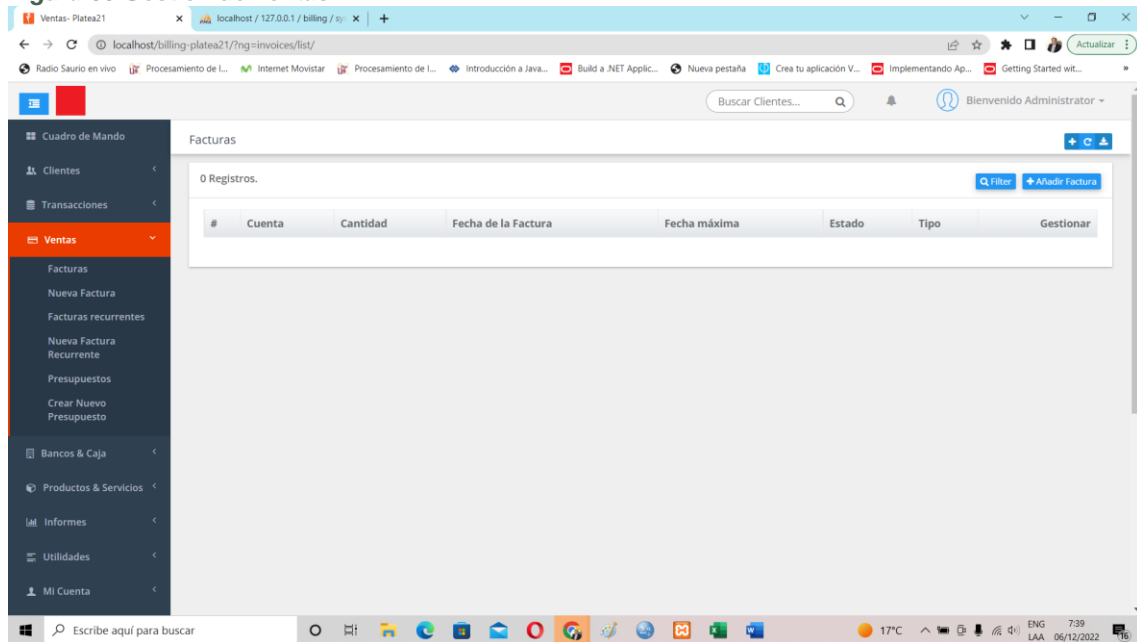 Ventas- Platea21
localhost / 127.0.0.1 / billing / sy
localhost/billing-platea21/?ng=invoices/list/
Actualizar
Radio Saurio en vivo
Procesamiento de l...
Internet Movistar
Procesamiento de l...
Introducción a Java...
Build a .NET Applic...
Nueva pestaña
Crea tu aplicación V...
Implementando Ap...
Getting Started wit...
»
Buscar Clientes...
Bienvenido Administrator
Cuadro de Mando
Clientes
Transacciones
Ventas
Facturas
Nueva Factura
Facturas recurrentes
Nueva Factura
Recurrente
Presupuestos
Crear Nuevo
Presupuesto
Bancos & Caja
Productos & Servicios
Informes
Utilidades
Mi Cuenta
Facturas
0 Registros.
Filter
Añadir Factura
# Cuenta Cantidad Fecha de la Factura Fecha máxima Estado Tipo Gestionar
Escribe aquí para buscar
17°C
ENG
LAA
7:39
06/12/2022
16